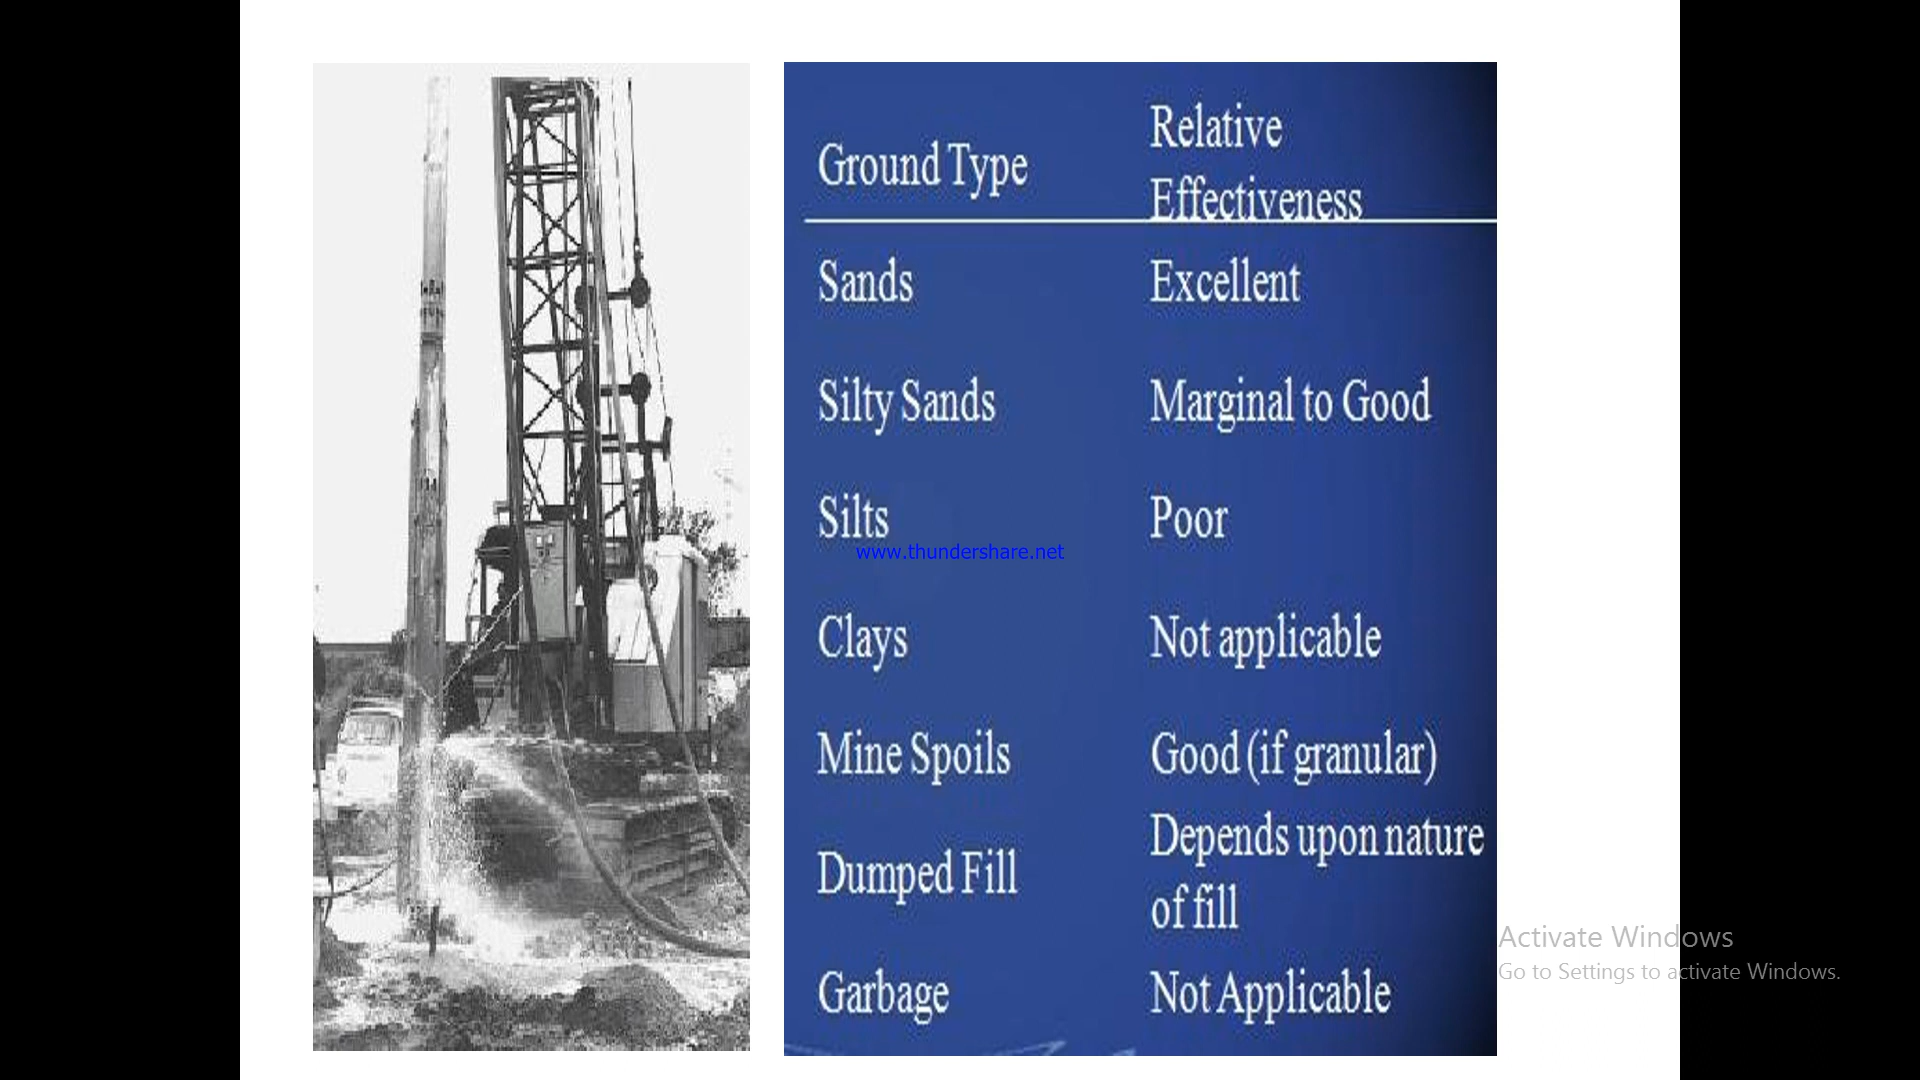 Ground Type
Relative
Effectiveness
Sands
Excellent
Silty Sands
Marginal to Good
Silts
Poor
www.thundershare.net
Clays
Not applicable
Mine Spoils
Good (if granular)
Dumped Fill
Depends upon nature
of fill
Garbage
Not Applicable
Activate Windows
Go to Settings to activate Windows.